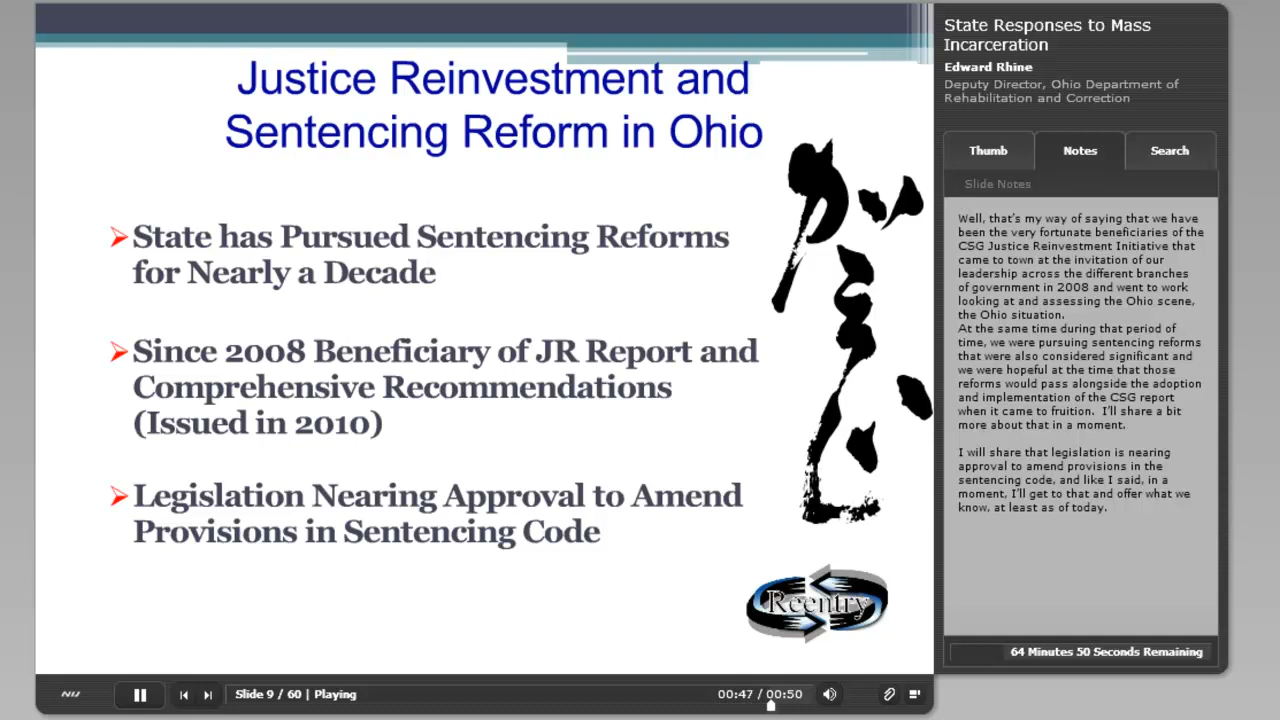 Justice Reinvestment and
Sentencing Reform in Ohio
State has Pursued Sentencing Reforms
for Nearly a Decade
Since 2008 Beneficiary of JR Report and
Comprehensive Recommendations
(Issued in 2010)
Legislation Nearing Approval to Amend
Provisions in Sentencing Code
Reentry
State Responses to Mass
Incarceration
Edward Rhine
Deputy Director, Ohio Department of
Rehabilitation and Correction
Thumb Notes Search
Slide Notes
Well, that's my way of saying that we have
been the very fortunate beneficiaries of the
CSG Justice Reinvestment Initiative that
came to town at the invitation of our
leadership across the different branches
of government in 2008 and went to work
looking at and assessing the Ohio scene,
the Ohio situation.
At the same time during that period of
time, we were pursuing sentencing reforms
that were also considered significant and
we were hopeful at the time that those
reforms would pass alongside the adoption
and implementation of the CSG report
when it came to fruition.  I'll share a bit
more about that in a moment.
I will share that legislation is nearing
approval to amend provisions in the
sentencing code, and like I said, in a
moment, I'll get to that and offer what we
know, at least as of today.
64 Minutes 50 Seconds Remaining
NIJ
Slide 9 / 60 | Playing
00:47 / 00:50